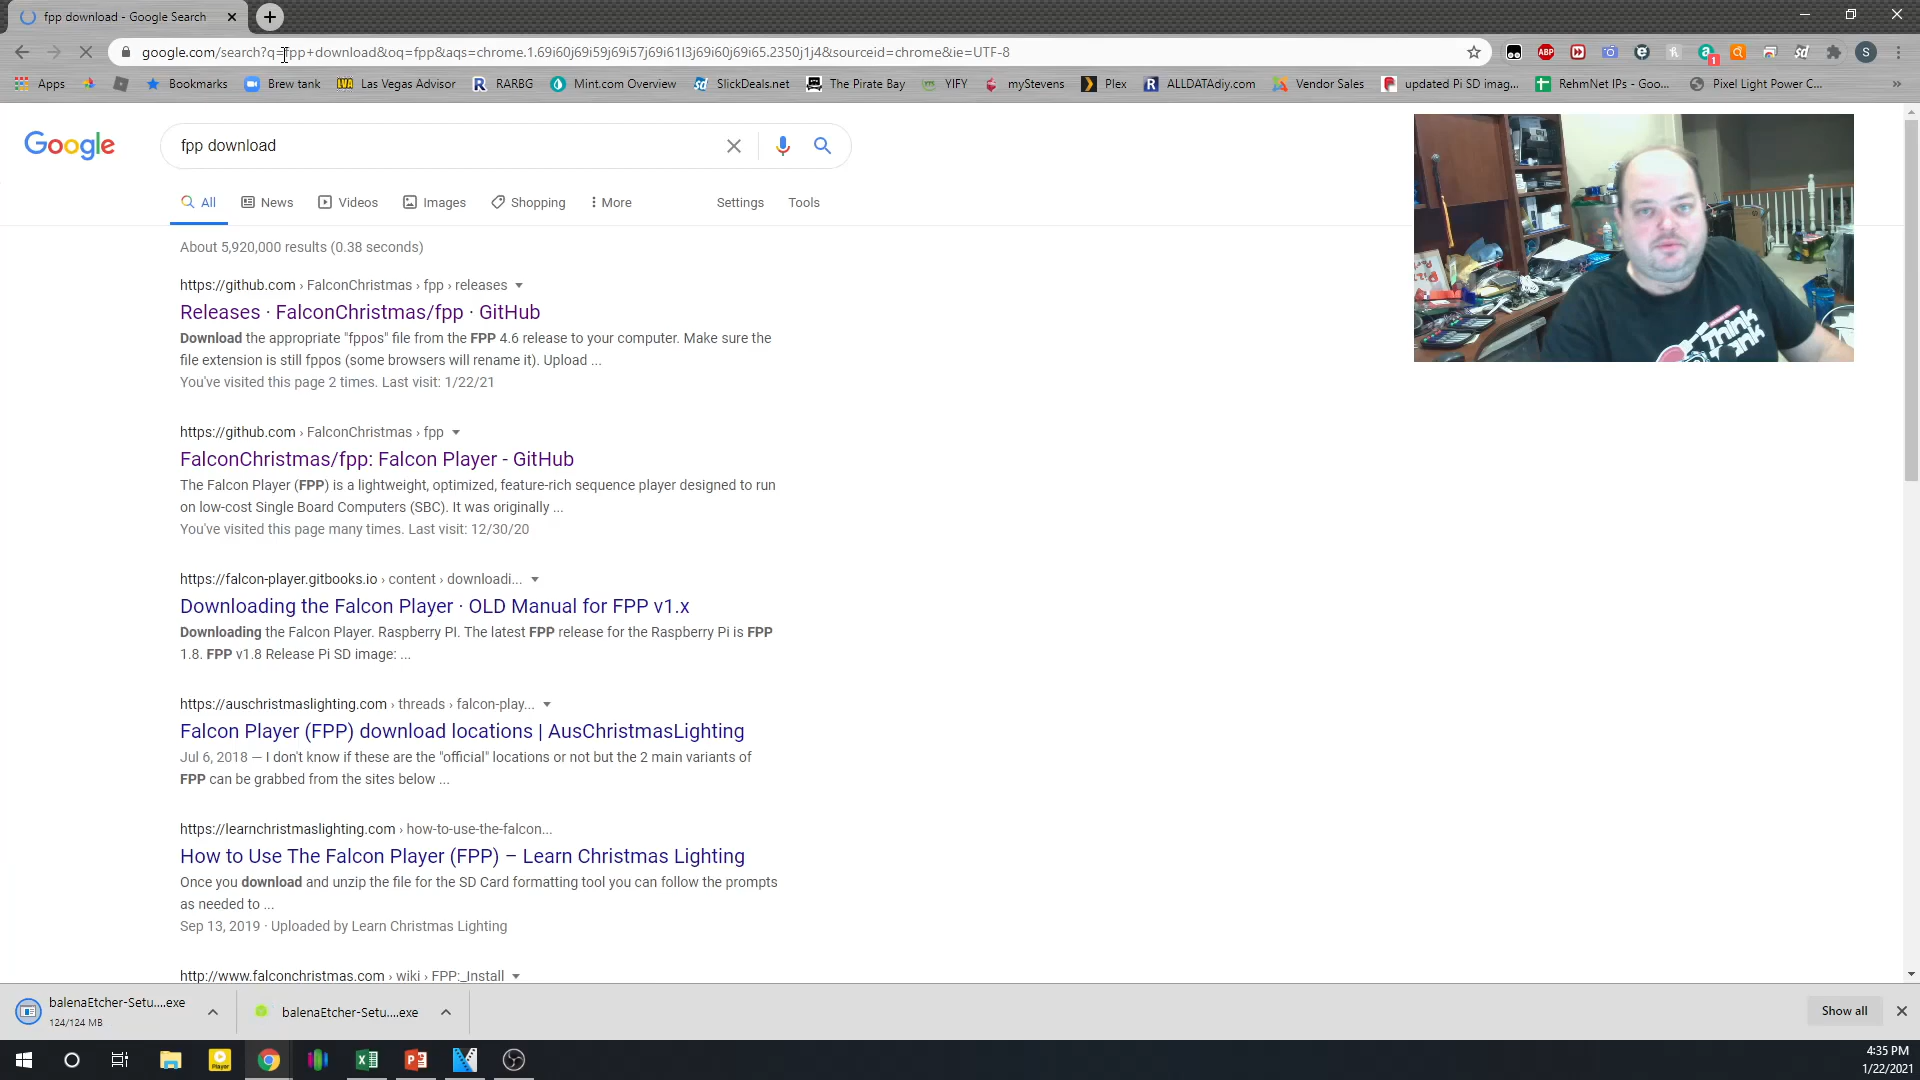 fpp download - Google Search
google.com/search?q=fpp+download&oq=fpp&aqs=chrome.1.69i60j69i59j69i57j69i61l3j69i60j69i65.2350j1j4&sourceid=chrome&ie=UTF-8
ABP
1
S
Apps
Bookmarks
Brew tank
Las Vegas Advisor
RARBG
Mint.com Overview
SlickDeals.net
The Pirate Bay
YIFY
myStevens
Plex
ALLDATAdiy.com
Vendor Sales
updated Pi SD imag...
RehmNet IPs - Goo...
Pixel Light Power C...
»
Google
fpp download
All
News
Videos
Images
Shopping
More
Settings
Tools
About 5,920,000 results (0.38 seconds)
https://github.com › FalconChristmas › fpp › releases
Releases · FalconChristmas/fpp · GitHub
Download the appropriate "fppos" file from the FPP 4.6 release to your computer. Make sure the
file extension is still fppos (some browsers will rename it). Upload ...
You've visited this page 2 times. Last visit: 1/22/21
https://github.com › FalconChristmas › fpp
FalconChristmas/fpp: Falcon Player - GitHub
The Falcon Player (FPP) is a lightweight, optimized, feature-rich sequence player designed to run
on low-cost Single Board Computers (SBC). It was originally ...
You've visited this page many times. Last visit: 12/30/20
https://falcon-player.gitbooks.io › content › downloadi...
Downloading the Falcon Player · OLD Manual for FPP v1.x
Downloading the Falcon Player. Raspberry PI. The latest FPP release for the Raspberry Pi is FPP
1.8. FPP v1.8 Release Pi SD image: ...
https://auschristmaslighting.com › threads › falcon-play...
Falcon Player (FPP) download locations | AusChristmasLighting
Jul 6, 2018 — I don't know if these are the "official" locations or not but the 2 main variants of
FPP can be grabbed from the sites below ...
https://learnchristmaslighting.com › how-to-use-the-falcon...
How to Use The Falcon Player (FPP) – Learn Christmas Lighting
Once you download and unzip the file for the SD Card formatting tool you can follow the prompts
as needed to ...
Sep 13, 2019 · Uploaded by Learn Christmas Lighting
http://www.falconchristmas.com › wiki › FPP:_Install
Think
Tank
balenaEtcher-Setu....exe
124/124 MB
balenaEtcher-Setu....exe
Show all
Player
4:35 PM
1/22/2021